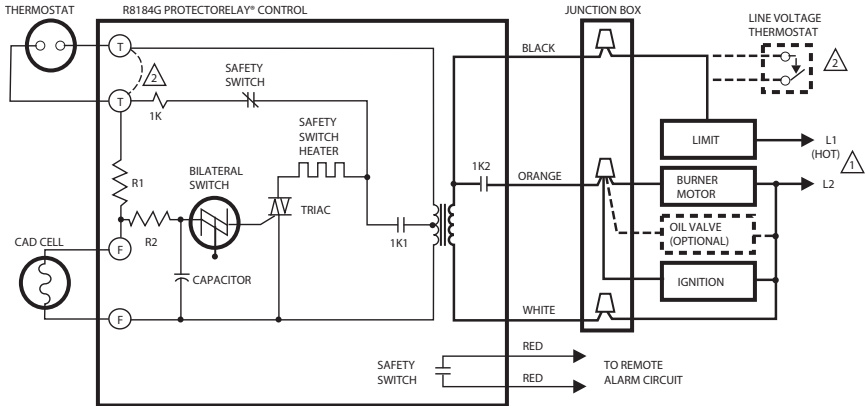 THERMOSTAT
R8184G PROTECTORELAY® CONTROL
JUNCTION BOX
LINE VOLTAGE
THERMOSTAT
T
BLACK
2
2
SAFETY
SWITCH
T
1K
SAFETY
SWITCH
HEATER
LIMIT
L1
(HOT)
1
1K2
ORANGE
BURNER
MOTOR
L2
R1
BILATERAL
SWITCH
TRIAC
R2
1K1
OIL VALVE
(OPTIONAL)
CAD CELL
F
CAPACITOR
IGNITION
WHITE
F
RED
SAFETY
SWITCH
TO REMOTE
ALARM CIRCUIT
RED